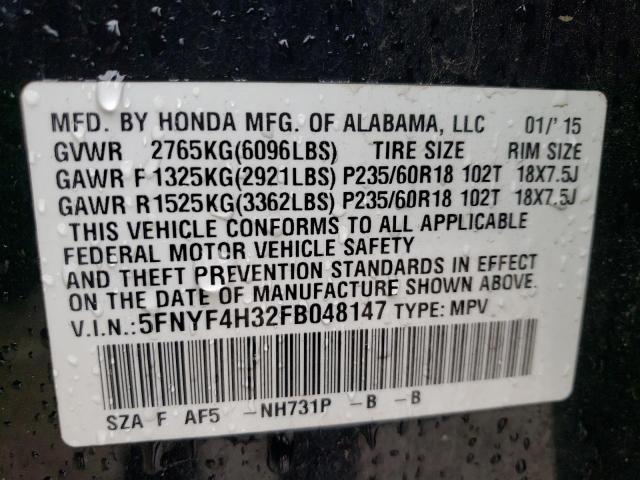 MFD. BY HONDA MFG. OF ALABAMA, LLC 01/'15
GVWR 2765KG(6096LBS) TIRE SIZE RIM SIZE
GAWR F 1325KG(2921LBS) P235/60R18 102T 18X7.5J
GAWR R1525KG(3362LBS) P235/60R18 102T 18X7.5J
THIS VEHICLE CONFORMS TO ALL APPLICABLE
FEDERAL MOTOR VEHICLE SAFETY
AND THEFT PREVENTION STANDARDS IN EFFECT
ON THE DATE OF MANUFACTURE SHOWN ABOVE.
V.I.N.:5FNYF4H32FB048147 TYPE: MPV
SZA F AF5 -NH731P -B -B